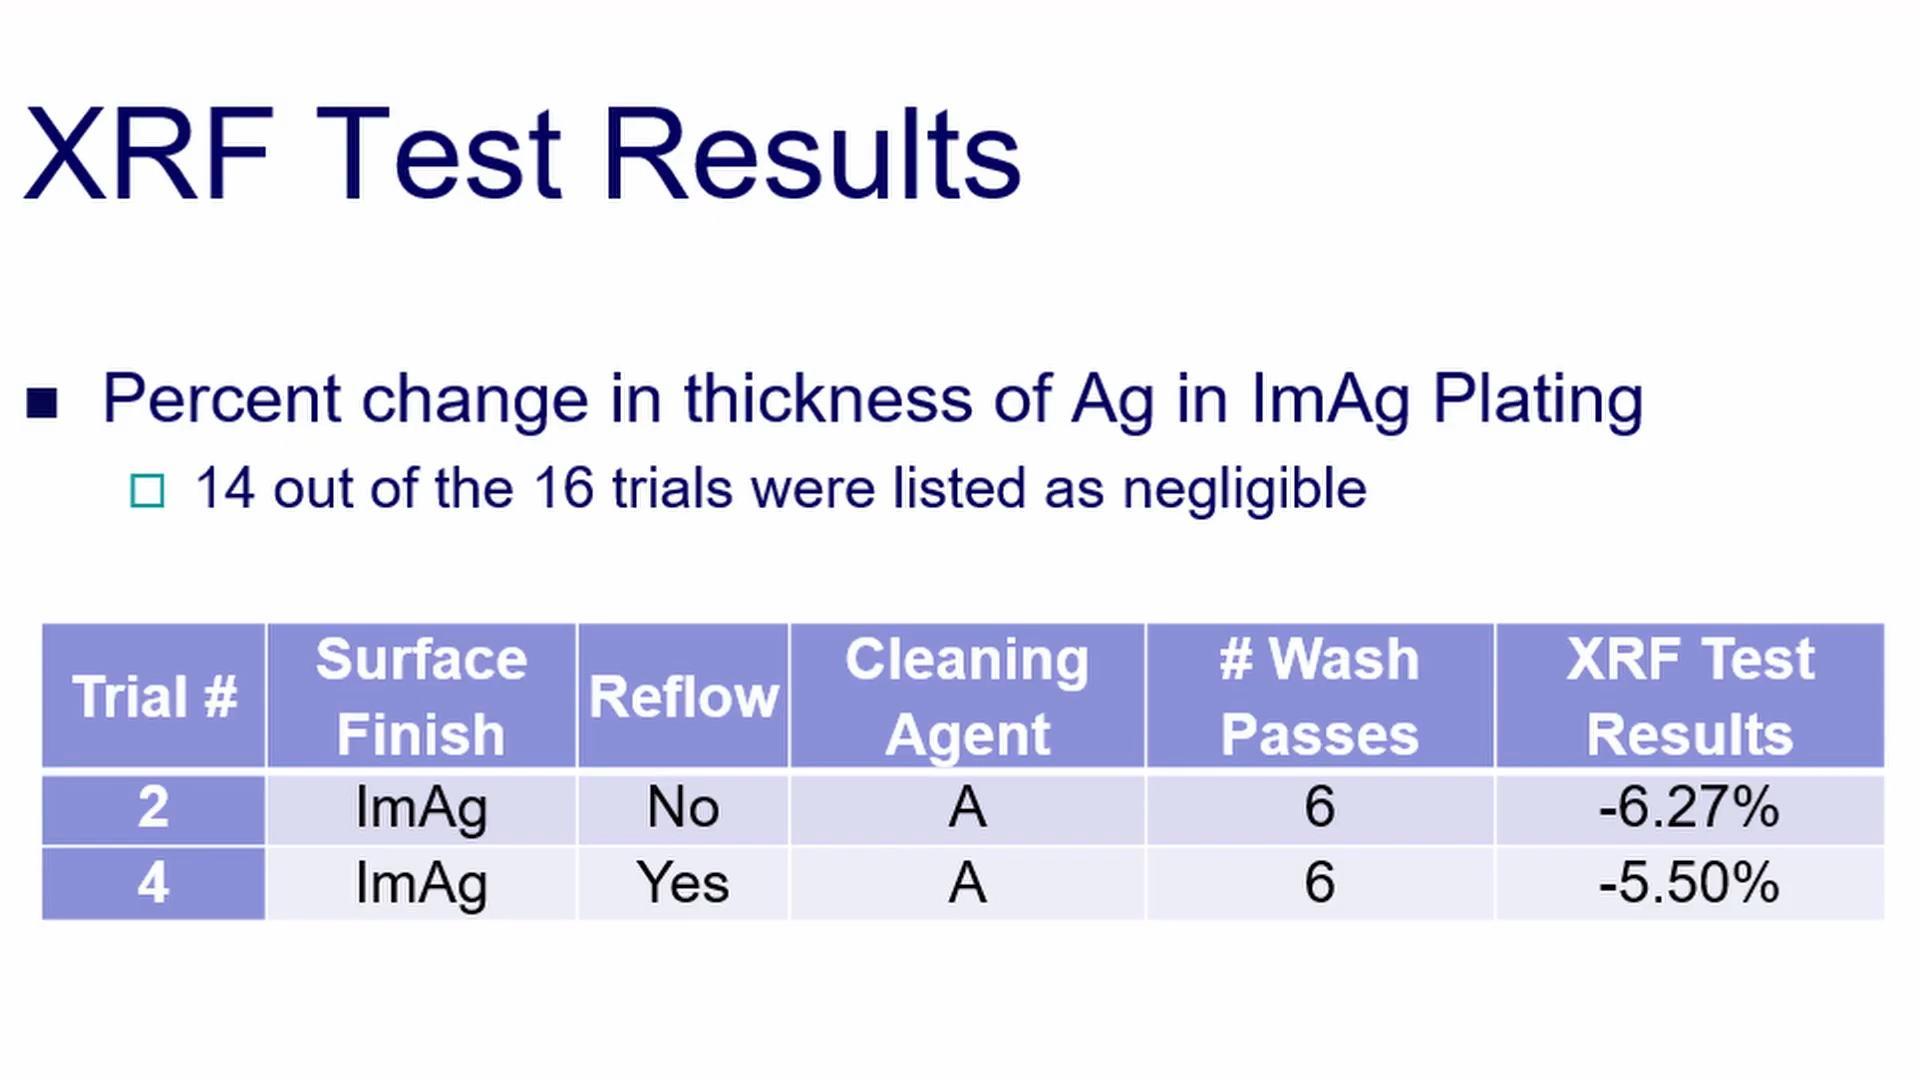 XRF Test Results
Percent change in thickness of Ag in ImAg Plating
14 out of the 16 trials were listed as negligible
Trial # Surface Finish Reflow Cleaning Agent # Wash Passes XRF Test Results
2 ImAg No A 6 -6.27%
4 ImAg Yes A 6 -5.50%